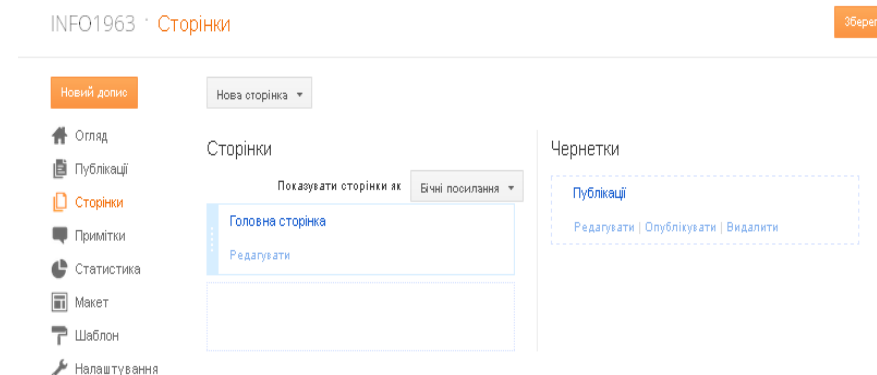 INFO1963 · Сторінки
Новий допис
Нова сторінка
Огляд
Публікації
Сторінки
Примітки
Статистика
Макет
Шаблон
Налаштування
Сторінки
Показувати сторінки як
Бічні посилання
Головна сторінка
Редагувати
Чернетки
Публікації
Редагувати | Опублікувати | Видалити